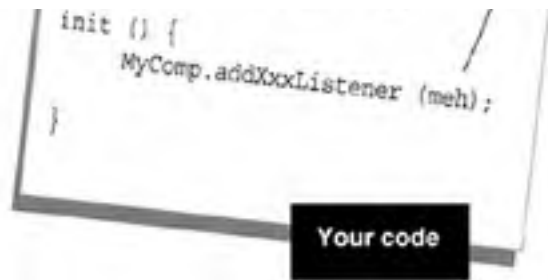 init () {
MyComp.addXxxListener (meh);
}
Your code